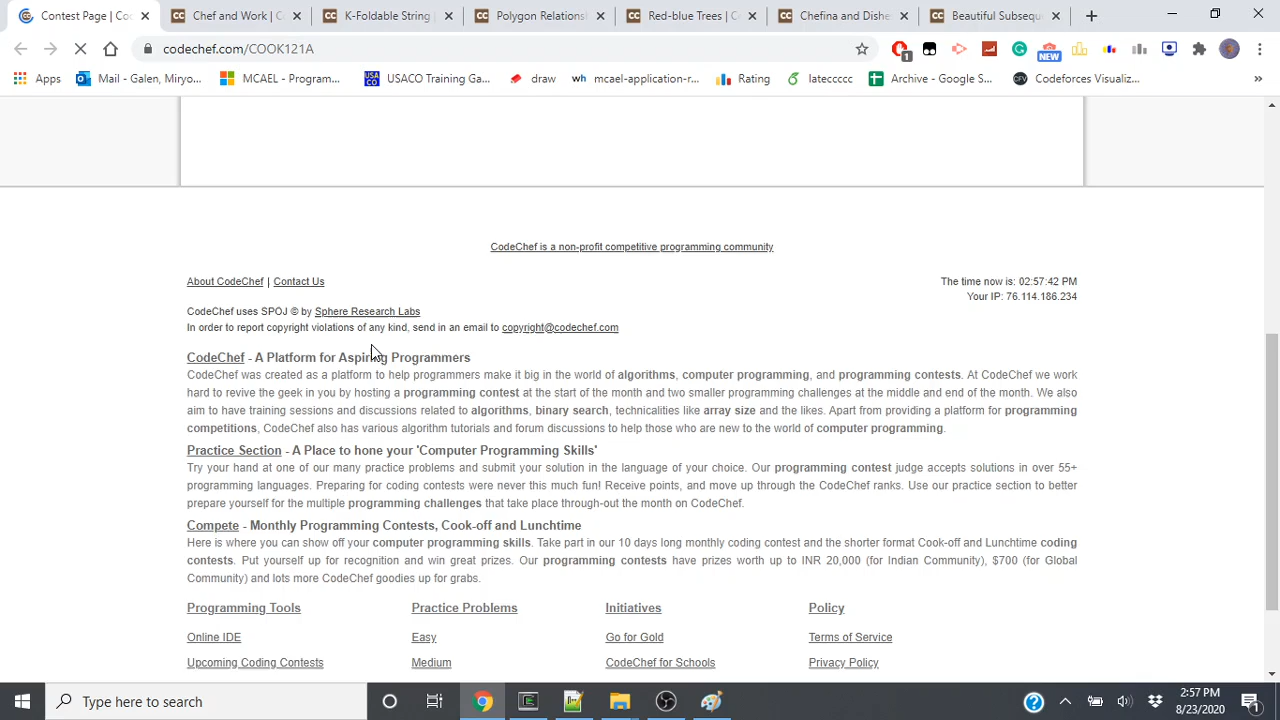 Contest Page | Co
Chef and Work | C
K-Foldable String |
Polygon Relations
Red-blue Tree | C
Chefina and Dishe
Beautiful Subsequ
codechef.com/COOK121A
1
NEW
Apps
Mail - Galen, Miryo...
MCAEL - Program...
USACO Training Ga...
draw
wh mcael-application-r...
Rating
lateccccc
Archive - Google S...
Codeforces Visualiz...
»
CodeChef is a non-profit competitive programming community
About CodeChef | Contact Us
The time now is: 02:57:42 PM
Your IP: 76.114.186.234
CodeChef uses SPOJ © by Sphere Research Labs
In order to report copyright violations of any kind, send in an email to copyright@codechef.com
CodeChef - A Platform for Aspiring Programmers
CodeChef was created as a platform to help programmers make it big in the world of algorithms, computer programming, and programming contests. At CodeChef we work
hard to revive the geek in you by hosting a programming contest at the start of the month and two smaller programming challenges at the middle and end of the month. We also
aim to have training sessions and discussions related to algorithms, binary search, technicalities like array size and the likes. Apart from providing a platform for programming
competitions, CodeChef also has various algorithm tutorials and forum discussions to help those who are new to the world of computer programming.
Practice Section - A Place to hone your 'Computer Programming Skills'
Try your hand at one of our many practice problems and submit your solution in the language of your choice. Our programming contest judge accepts solutions in over 55+
programming languages. Preparing for coding contests were never this much fun! Receive points, and move up through the CodeChef ranks. Use our practice section to better
prepare yourself for the multiple programming challenges that take place through-out the month on CodeChef.
Compete - Monthly Programming Contests, Cook-off and Lunchtime
Here is where you can show off your computer programming skills. Take part in our 10 days long monthly coding contest and the shorter format Cook-off and Lunchtime coding
contests. Put yourself up for recognition and win great prizes. Our programming contests have prizes worth up to INR 20,000 (for Indian Community), $700 (for Global
Community) and lots more CodeChef goodies up for grabs.
Programming Tools
Practice Problems
Initiatives
Policy
Online IDE
Easy
Go for Gold
Terms of Service
Upcoming Coding Contests
Medium
CodeChef for Schools
Privacy Policy
Type here to search
2:57 PM
8/23/2020
1